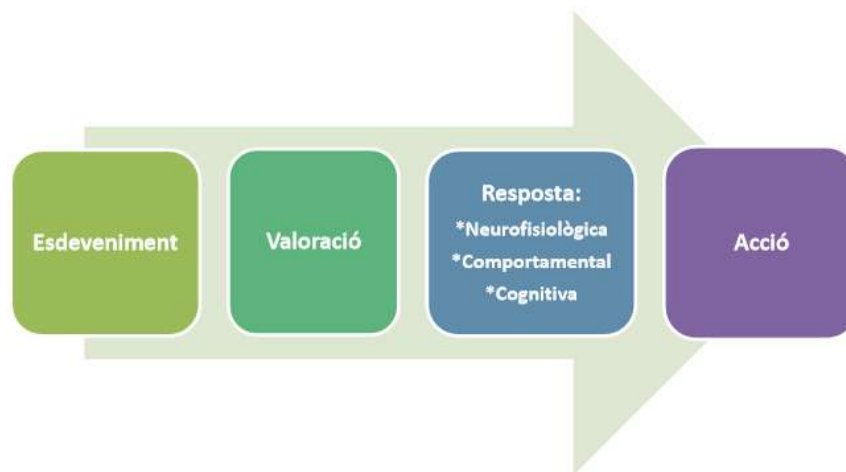 Esdeveniment
Valoració
Resposta:
*Neurofisiològica
*Comportamental
*Cognitiva
Acció